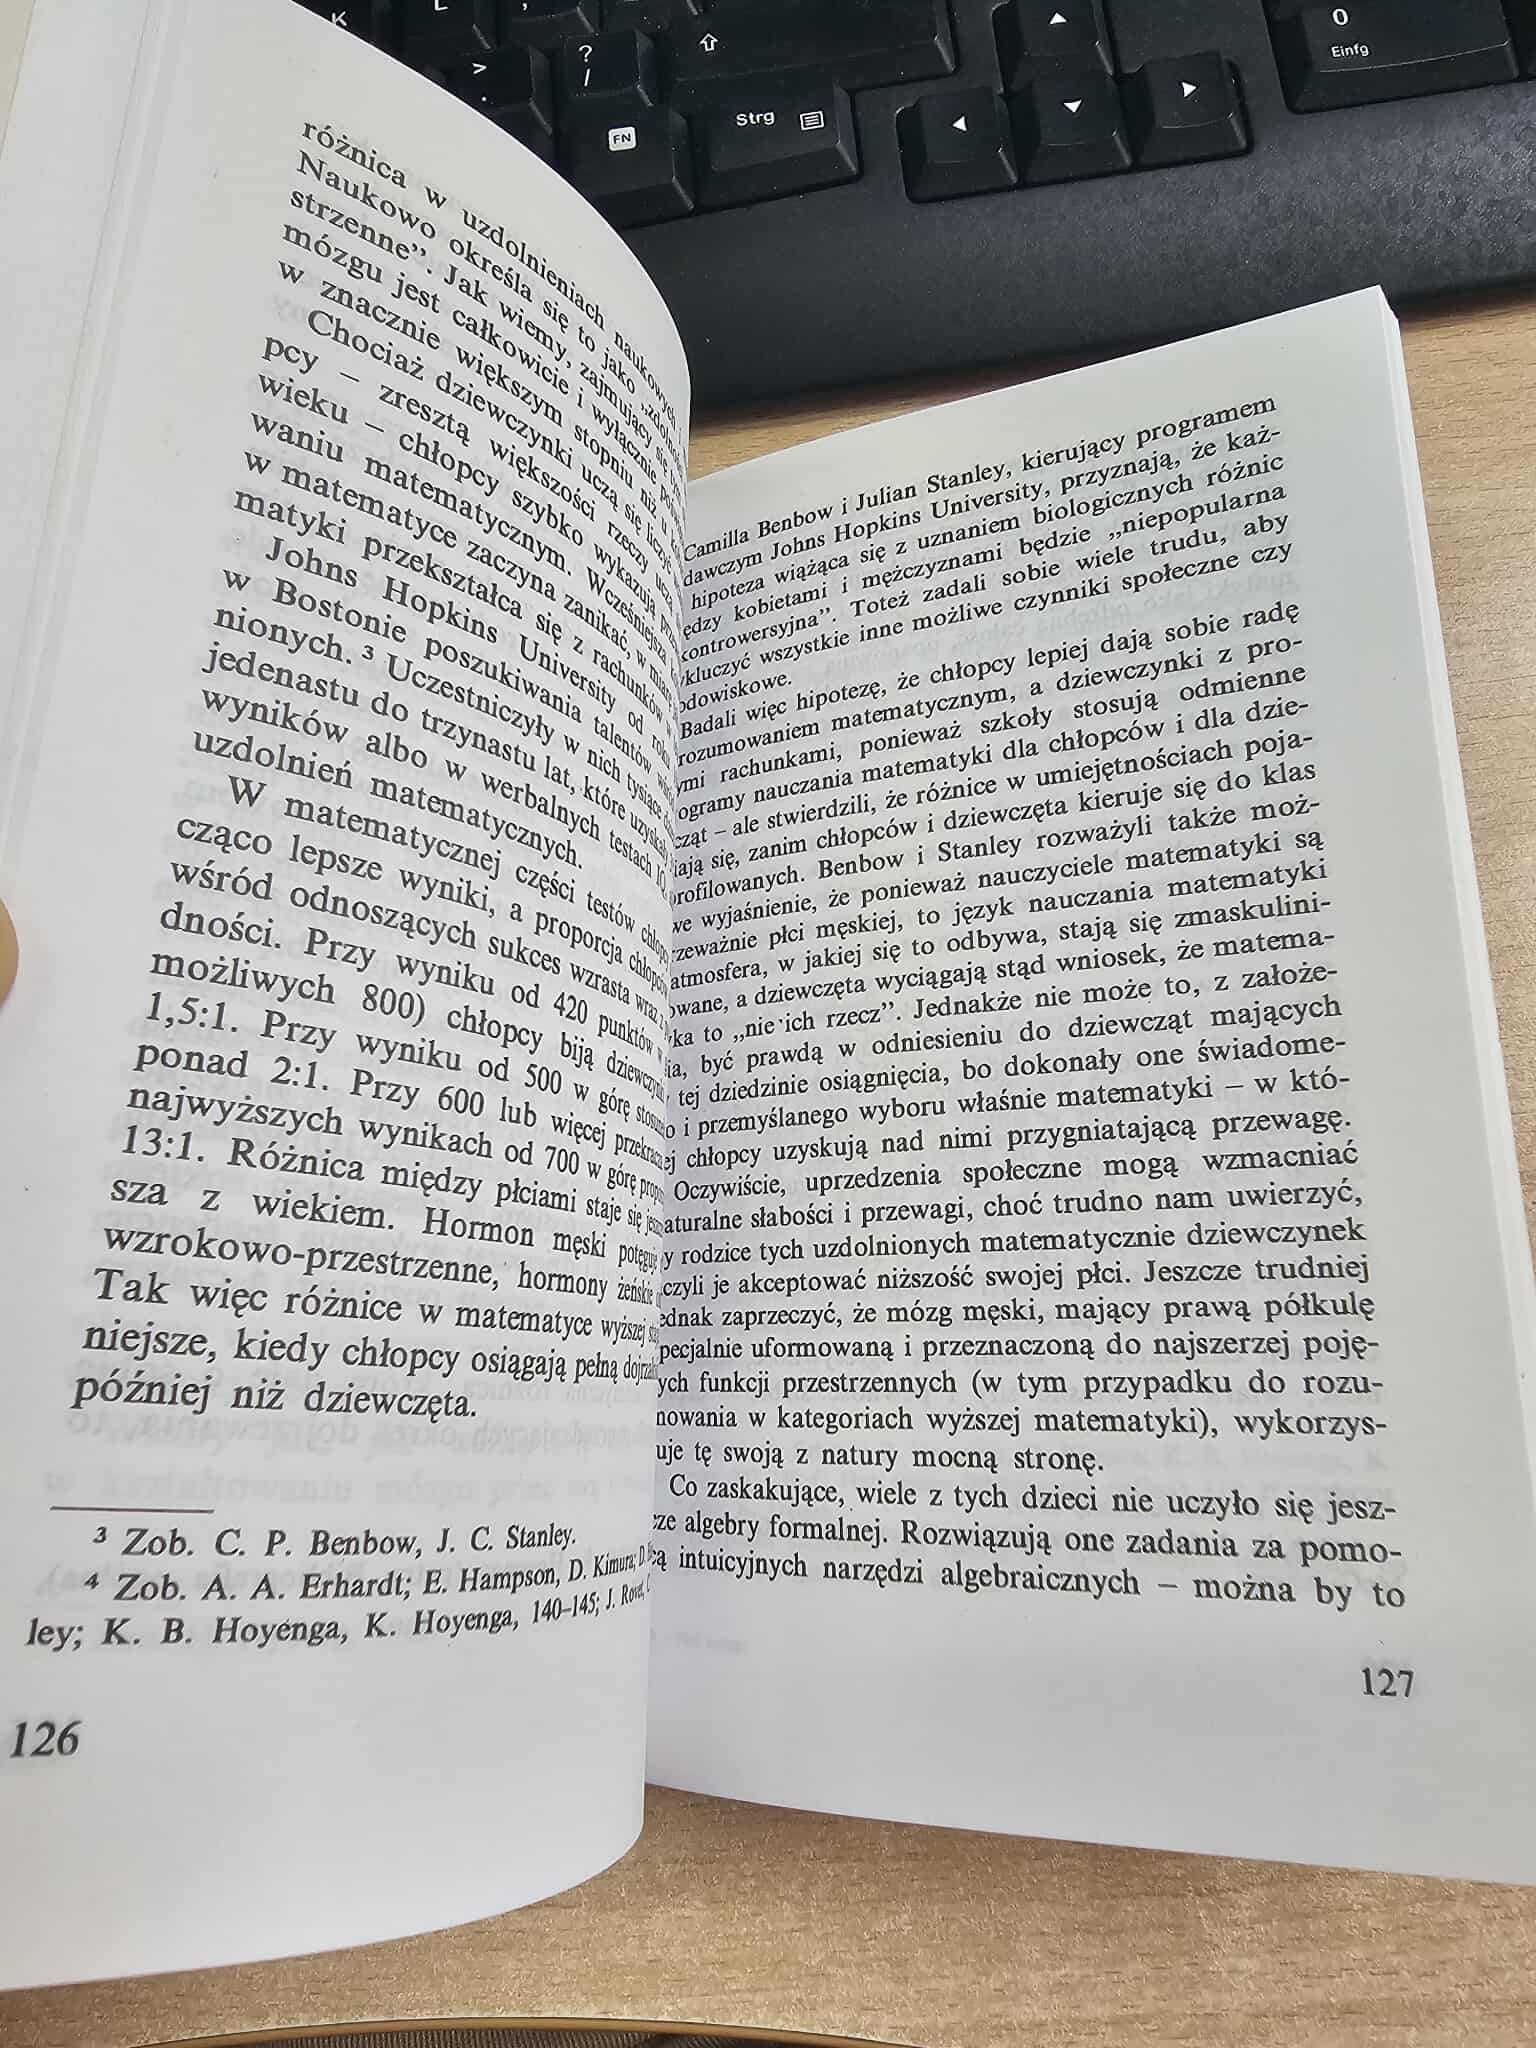 K
L
,
>
.
?
/
FN
Strg
0
Einfg
różnica w uzdolnieniach naukowych i
Naukowo określa się to jako „zdolności
strzenne”. Jak wiemy, zajmujący się tym
mózgu jest całkowicie i wyłącznie
w znacznie większym stopniu niż u
Chociaż dziewczynki uczą się liczyć
pcy – zresztą większości rzeczy uczą
wieku – chłopcy szybko wykazują
waniu matematycznym. Wcześniejsza
w matematyce zaczyna zanikać, w miarę
matyki przekształca się z rachunków w
Johns Hopkins University od roku
w Bostonie poszukiwania talentów
nionych.³ Uczestniczyły w nich tysiące
jedenastu do trzynastu lat, które uzyskały
wyników albo w werbalnych testach IQ,
uzdolnień matematycznych.
W matematycznej części testów chłopcy
cząco lepsze wyniki, a proporcja chłopców
wśród odnoszących sukces wzrasta wraz z
dności. Przy wyniku od 420 punktów w
możliwych 800) chłopcy biją dziewczynki
1,5:1. Przy wyniku od 500 w górę
ponad 2:1. Przy 600 lub więcej przekracza
najwyższych wynikach od 700 w górę
13:1. Różnica między płciami staje się
sza z wiekiem. Hormon męski potęguje
wzrokowo-przestrzenne, hormony żeńskie
Tak więc różnice w matematyce wyższej
niejsze, kiedy chłopcy osiągają pełną
później niż dziewczęta.
³ Zob. C. P. Benbow, J. C. Stanley.
⁴ Zob. A. A. Erhardt; E. Hampson, D. Kimura; D.
ley; K. B. Hoyenga, K. Hoyenga, 140–145; J.
126
Camilla Benbow i Julian Stanley, kierujący programem
dawczym Johns Hopkins University, przyznają, że każ-
hipoteza wiążąca się z uznaniem biologicznych różnic
ędzy kobietami i mężczyznami będzie „niepopularna
kontrowersyjna”. Toteż zadali sobie wiele trudu, aby
kluczyć wszystkie inne możliwe czynniki społeczne czy
odowiskowe.
Badali więc hipotezę, że chłopcy lepiej dają sobie radę
rozumowaniem matematycznym, a dziewczynki z pro-
ymi rachunkami, ponieważ szkoły stosują odmienne
ogramy nauczania matematyki dla chłopców i dla dzie-
cząt – ale stwierdzili, że różnice w umiejętnościach poja-
iają się, zanim chłopców i dziewczęta kieruje się do klas
profilowanych. Benbow i Stanley rozważyli także moż-
we wyjaśnienie, że ponieważ nauczyciele matematyki są
rzeważnie płci męskiej, to język nauczania matematyki
atmosfera, w jakiej się to odbywa, stają się zmaskulini-
owane, a dziewczęta wyciągają stąd wniosek, że matema-
ka to „nie ich rzecz”. Jednakże nie może to, z założe-
ia, być prawdą w odniesieniu do dziewcząt mających
tej dziedzinie osiągnięcia, bo dokonały one świadome-
o i przemyślanego wyboru właśnie matematyki – w któ-
ej chłopcy uzyskują nad nimi przygniatającą przewagę.
Oczywiście, uprzedzenia społeczne mogą wzmacniać
aturalne słabości i przewagi, choć trudno nam uwierzyć,
y rodzice tych uzdolnionych matematycznie dziewczynek
czyli je akceptować niższość swojej płci. Jeszcze trudniej
ednak zaprzeczyć, że mózg męski, mający prawą półkulę
pecjalnie uformowaną i przeznaczoną do najszerzej poję-
ych funkcji przestrzennych (w tym przypadku do rozu-
mowania w kategoriach wyższej matematyki), wykorzys-
uje tę swoją z natury mocną stronę.
Co zaskakujące, wiele z tych dzieci nie uczyło się jesz-
cze algebry formalnej. Rozwiązują one zadania za pomo-
cą intuicyjnych narzędzi algebraicznych – można by to
127